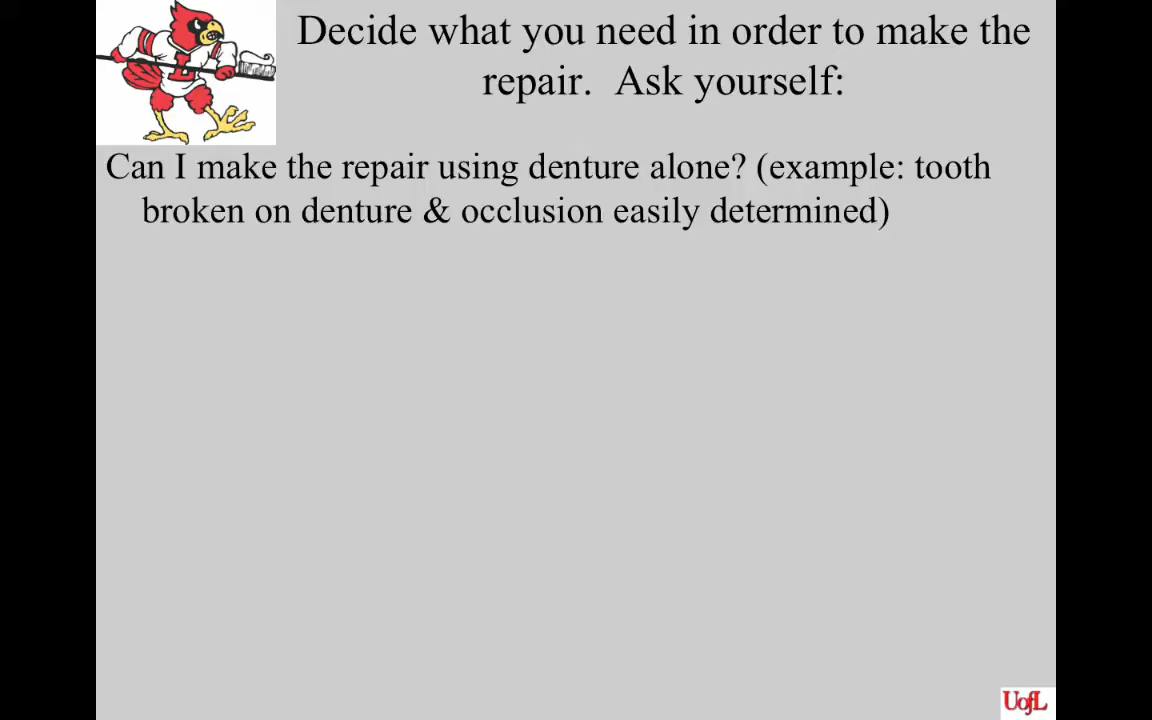 Decide what you need in order to make the
repair.  Ask yourself:
Can I make the repair using denture alone? (example: tooth
broken on denture & occlusion easily determined)
L
UofL